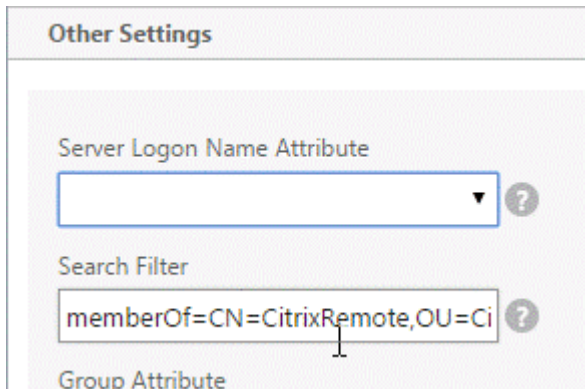 Other Settings
Server Logon Name Attribute
?
Search Filter
memberOf=CN=CitrixRemote,OU=Ci
?
Group Attribute